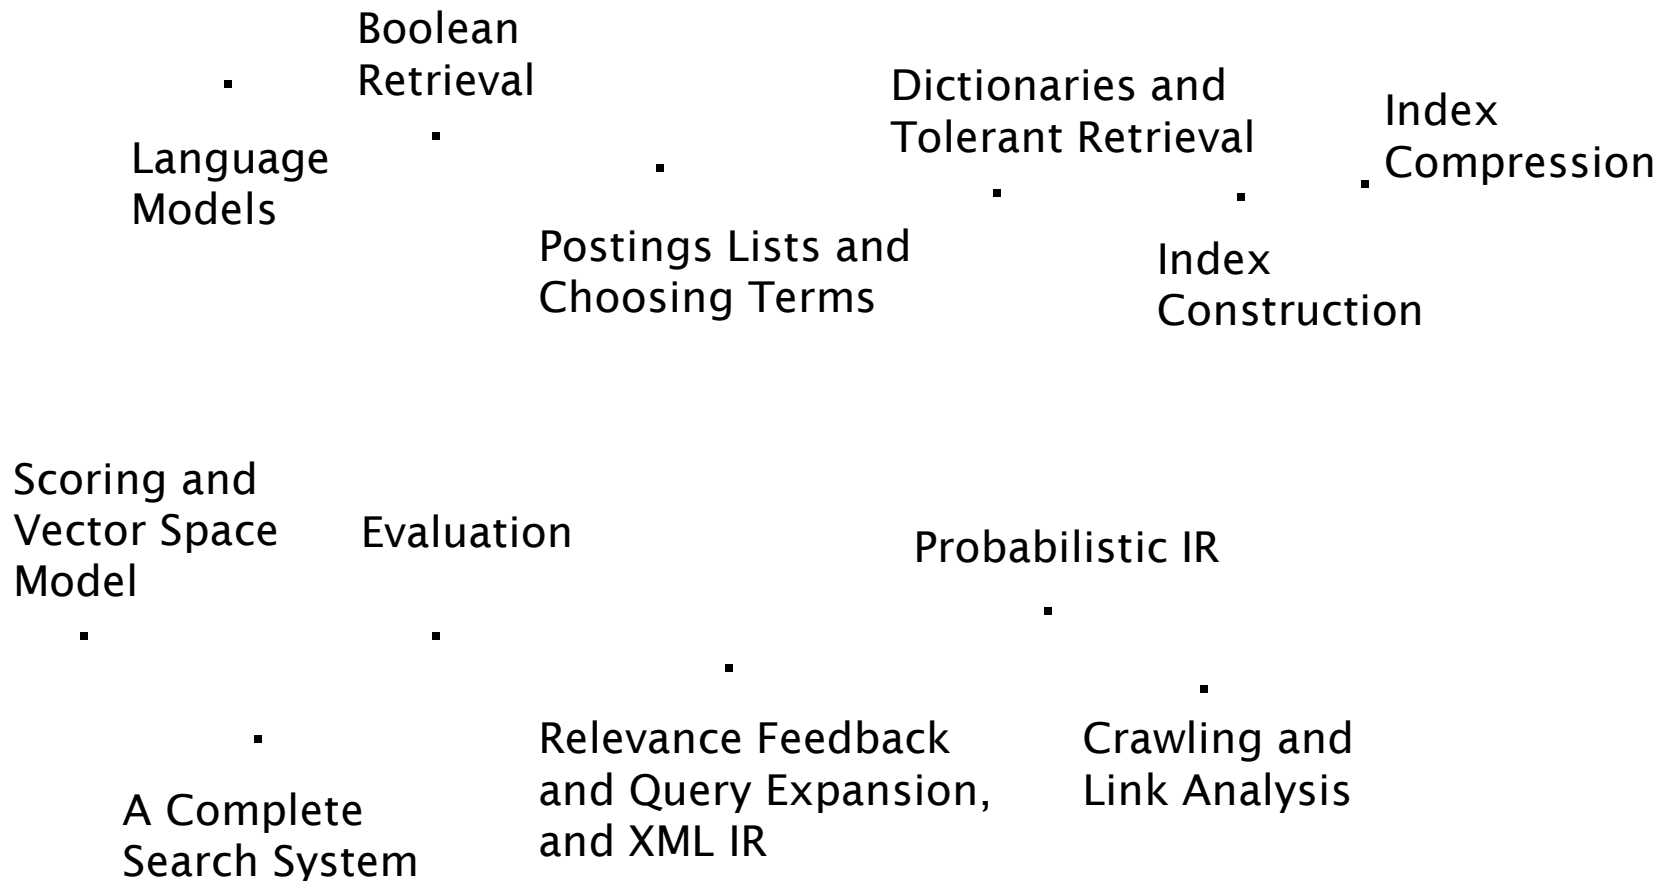 Boolean
Retrieval
Language
Models
Postings Lists and
Choosing Terms
Dictionaries and
Tolerant Retrieval
Index
Construction
Index
Compression
Scoring and
Vector Space
Model
A Complete
Search System
Evaluation
Relevance Feedback
and Query Expansion,
and XML IR
Probabilistic IR
Crawling and
Link Analysis